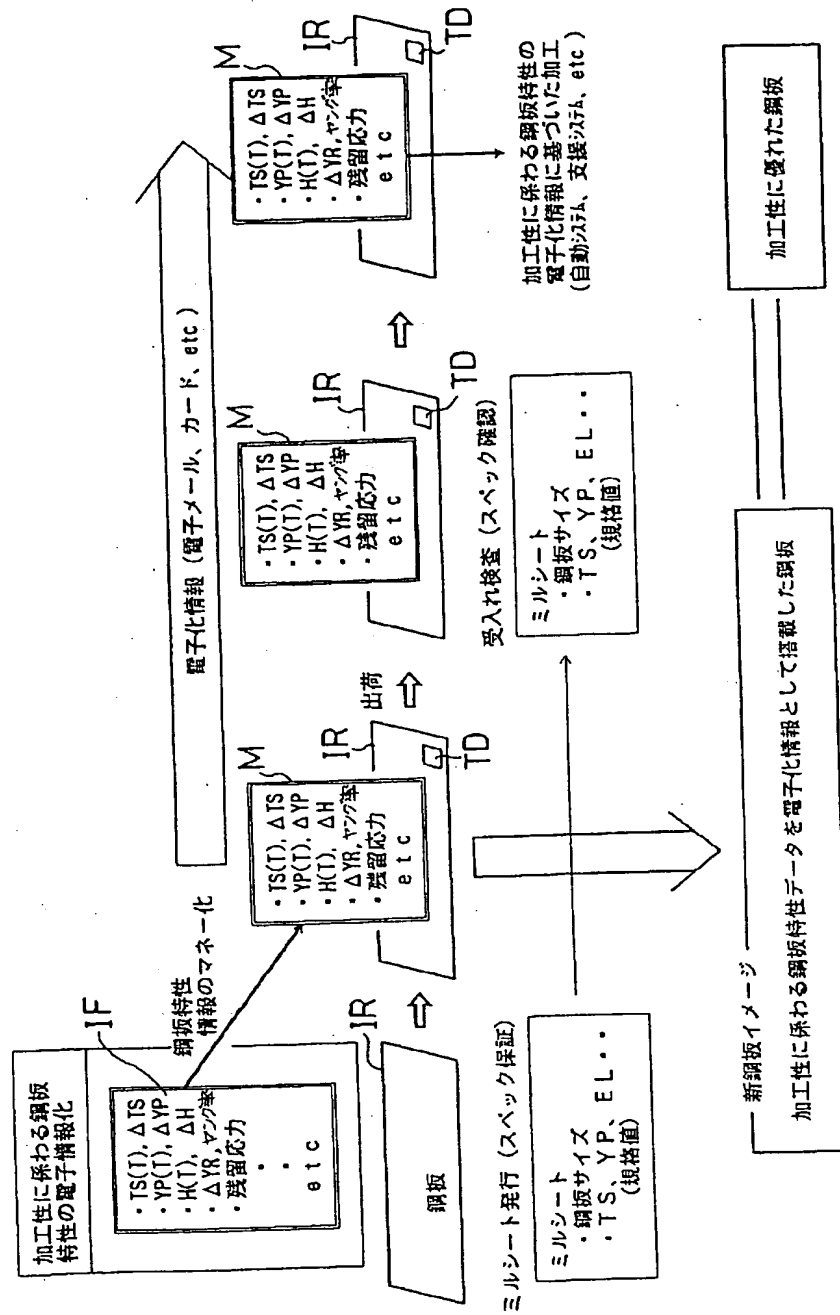 電子化情報 (電子メール、カード、etc)
加工性に係わる鋼板
特性の電子情報化
IF
・TS(T), ΔTS
・YP(T), ΔYP
・H(T), ΔH
・ΔYR, ヤング率
・残留応力
・
・
etc
鋼板特性
情報のマネー化
鋼板
IR
M
・TS(T), ΔTS
・YP(T), ΔYP
・H(T), ΔH
・ΔYR, ヤング率
・残留応力
etc
IR
TD
出荷
M
・TS(T), ΔTS
・YP(T), ΔYP
・H(T), ΔH
・ΔYR, ヤング率
・残留応力
etc
IR
TD
M
・TS(T), ΔTS
・YP(T), ΔYP
・H(T), ΔH
・ΔYR, ヤング率
・残留応力
etc
IR
TD
ミルシート発行 (スペック保証)
ミルシート
・鋼板サイズ
・TS、YP、EL・・
(規格値)
受入れ検査 (スペック確認)
ミルシート
・鋼板サイズ
・TS、YP、EL・・
(規格値)
加工性に係わる鋼板特性の
電子化情報に基づいた加工
(自動システム、支援システム、etc)
新鋼板イメージ
加工性に係わる鋼板特性データを電子化情報として搭載した鋼板
加工性に優れた鋼板